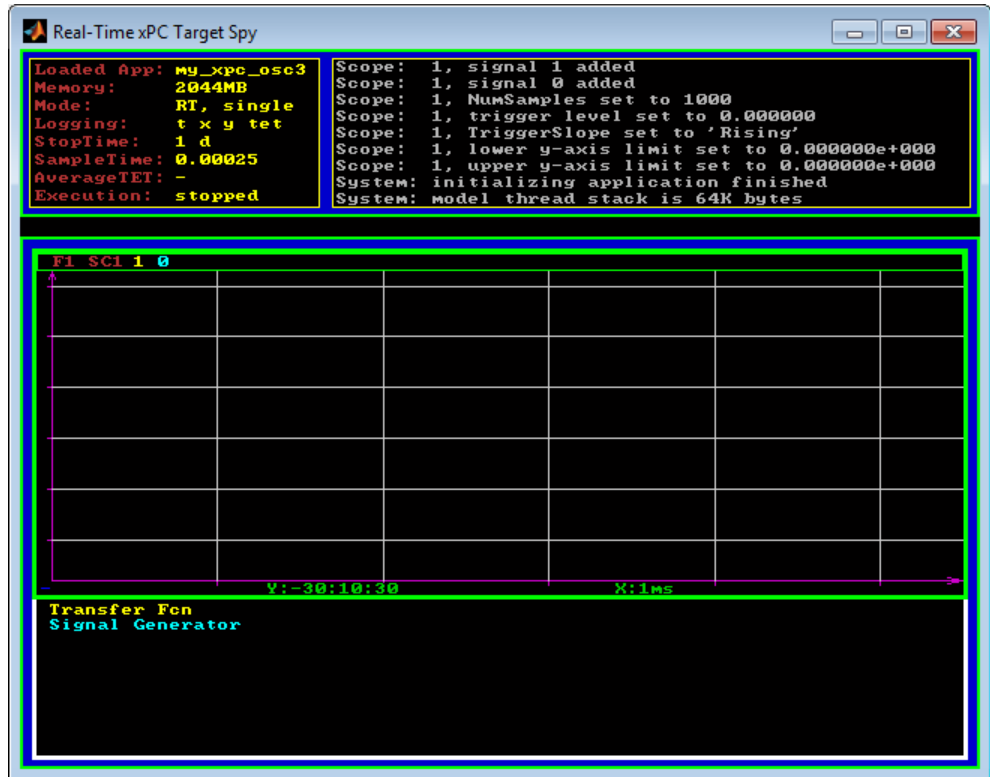 Real-Time xPC Target Spy
Loaded App: my_xpc_osc3
Memory: 2044MB
Mode: RT, single
Logging: t x y tet
StopTime: 1 d
SampleTime: 0.00025
AverageTET: -
Execution: stopped
Scope: 1, signal 1 added
Scope: 1, signal 0 added
Scope: 1, NumSamples set to 1000
Scope: 1, trigger level set to 0.000000
Scope: 1, TriggerSlope set to 'Rising'
Scope: 1, lower y-axis limit set to 0.000000e+000
Scope: 1, upper y-axis limit set to 0.000000e+000
System: initializing application finished
System: model thread stack is 64K bytes
F1 SC1 1 0
Y:-30:10:30 X:1ms
Transfer Fcn
Signal Generator